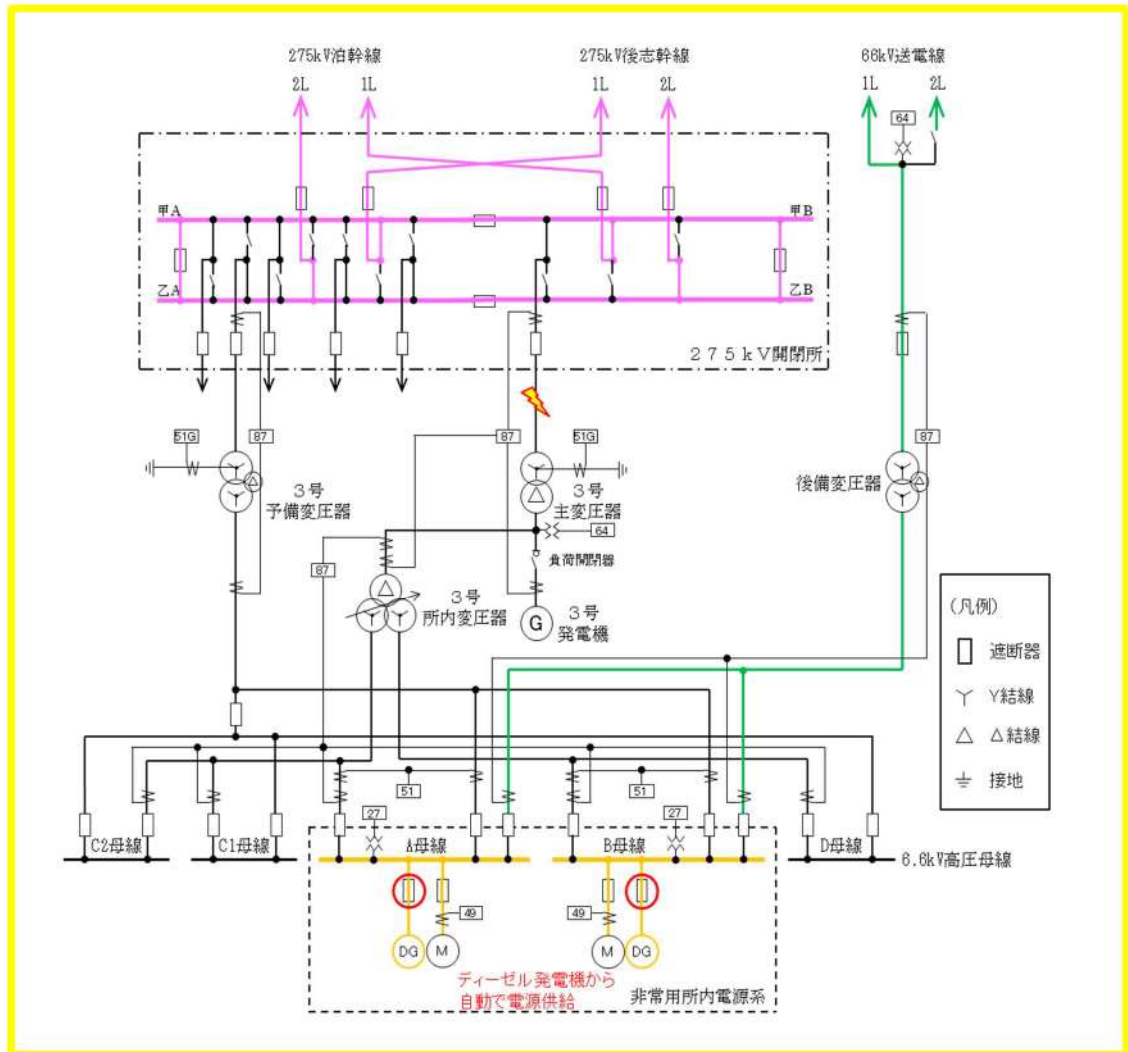 275kV泊幹線
2L
1L
275kV後志幹線
1L
2L
66kV送電線
1L
2L
64
甲A
甲B
乙A
乙B
275kV開閉所
51G
87
87
51G
87
3号
予備変圧器
3号
主変圧器
後備変圧器
64
負荷開閉器
87
3号
所内変圧器
G
3号
発電機
(凡例)
遮断器
Y結線
△結線
接地
51
51
27
27
C2母線
C1母線
A母線
B母線
D母線
6.6kV高圧母線
49
49
DG
M
M
DG
ディーゼル発電機から
自動で電源供給
非常用所内電源系